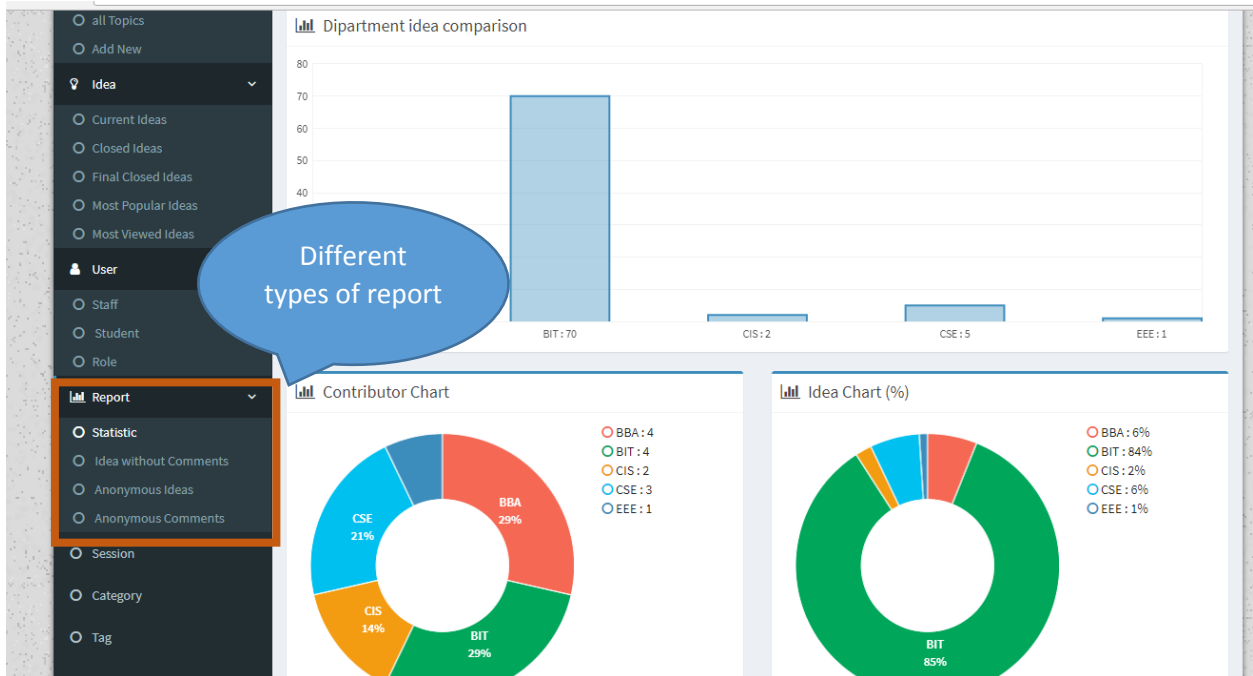 all Topics
Add New
Idea
Current Ideas
Closed Ideas
Final Closed Ideas
Most Popular Ideas
Most Viewed Ideas
User
Staff
Student
Role
Report
Statistic
Idea without Comments
Anonymous Ideas
Anonymous Comments
Session
Category
Tag
Different
types of report
Dipartment idea comparison
80
70
60
50
40
BIT : 70
CIS : 2
CSE : 5
EEE : 1
Contributor Chart
BBA : 4
BIT : 4
CIS : 2
CSE : 3
EEE : 1
BBA
29%
CSE
21%
CIS
14%
BIT
29%
Idea Chart (%)
BBA : 6%
BIT : 84%
CIS : 2%
CSE : 6%
EEE : 1%
BIT
85%